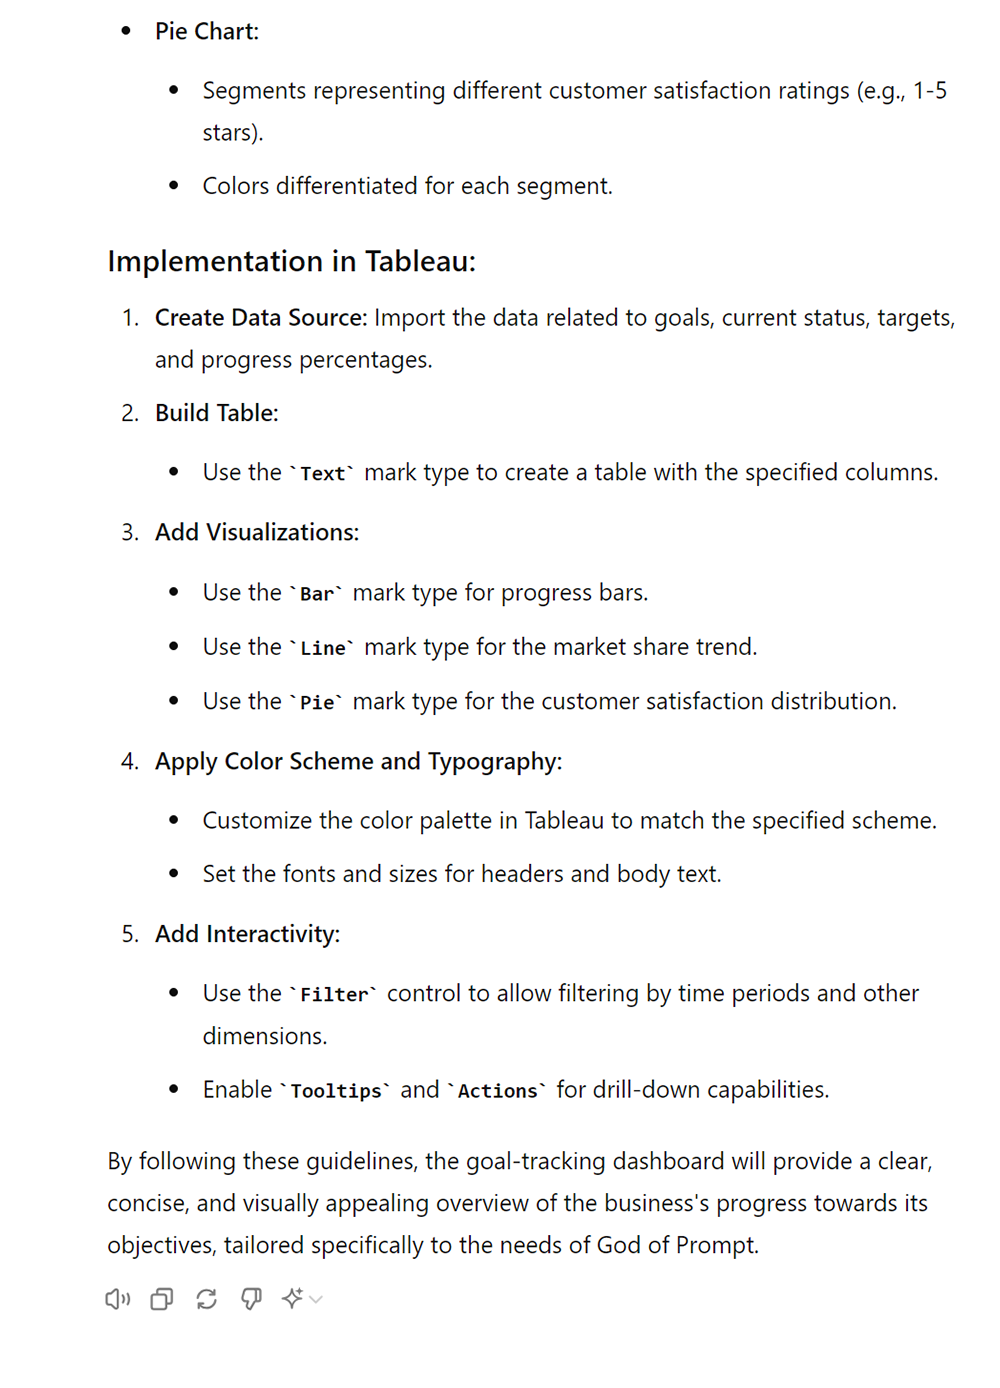 • Pie Chart:
• Segments representing different customer satisfaction ratings (e.g., 1-5
stars).
• Colors differentiated for each segment.
Implementation in Tableau:
1. Create Data Source: Import the data related to goals, current status, targets,
and progress percentages.
2. Build Table:
• Use the `Text` mark type to create a table with the specified columns.
3. Add Visualizations:
• Use the `Bar` mark type for progress bars.
• Use the `Line` mark type for the market share trend.
• Use the `Pie` mark type for the customer satisfaction distribution.
4. Apply Color Scheme and Typography:
• Customize the color palette in Tableau to match the specified scheme.
• Set the fonts and sizes for headers and body text.
5. Add Interactivity:
• Use the `Filter` control to allow filtering by time periods and other
dimensions.
• Enable `Tooltips` and `Actions` for drill-down capabilities.
By following these guidelines, the goal-tracking dashboard will provide a clear,
concise, and visually appealing overview of the business's progress towards its
objectives, tailored specifically to the needs of God of Prompt.